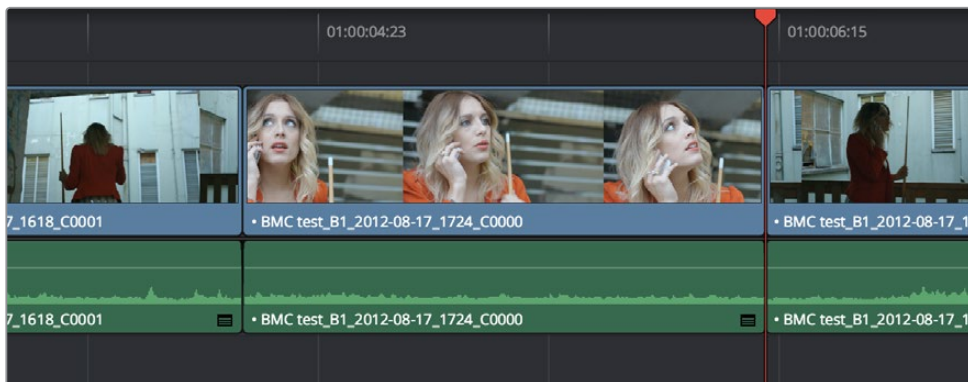 01:00:04:23
01:00:06:15
7_1618_C0001
• BMC test_B1_2012-08-17_1724_C0000
• BMC test_B1_2012-08-17_1
7_1618_C0001
• BMC test_B1_2012-08-17_1724_C0000
• BMC test_B1_2012-08-17_1